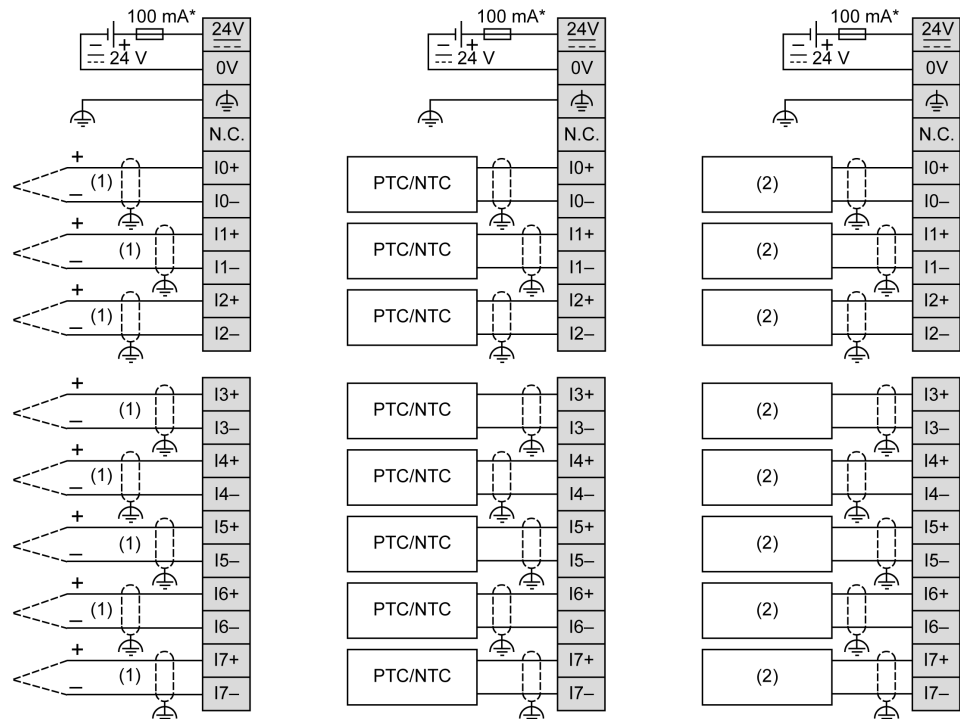 100 mA* 24V
– + 24 V
0V
N.C.
+ (1) I0+
– I0–
+ (1) I1+
– I1–
+ (1) I2+
– I2–
+ (1) I3+
– I3–
+ (1) I4+
– I4–
+ (1) I5+
– I5–
+ (1) I6+
– I6–
+ (1) I7+
– I7–
100 mA* 24V
– + 24 V
0V
N.C.
PTC/NTC I0+
I0–
PTC/NTC I1+
I1–
PTC/NTC I2+
I2–
PTC/NTC I3+
I3–
PTC/NTC I4+
I4–
PTC/NTC I5+
I5–
PTC/NTC I6+
I6–
PTC/NTC I7+
I7–
100 mA* 24V
– + 24 V
0V
N.C.
(2) I0+
I0–
(2) I1+
I1–
(2) I2+
I2–
(2) I3+
I3–
(2) I4+
I4–
(2) I5+
I5–
(2) I6+
I6–
(2) I7+
I7–